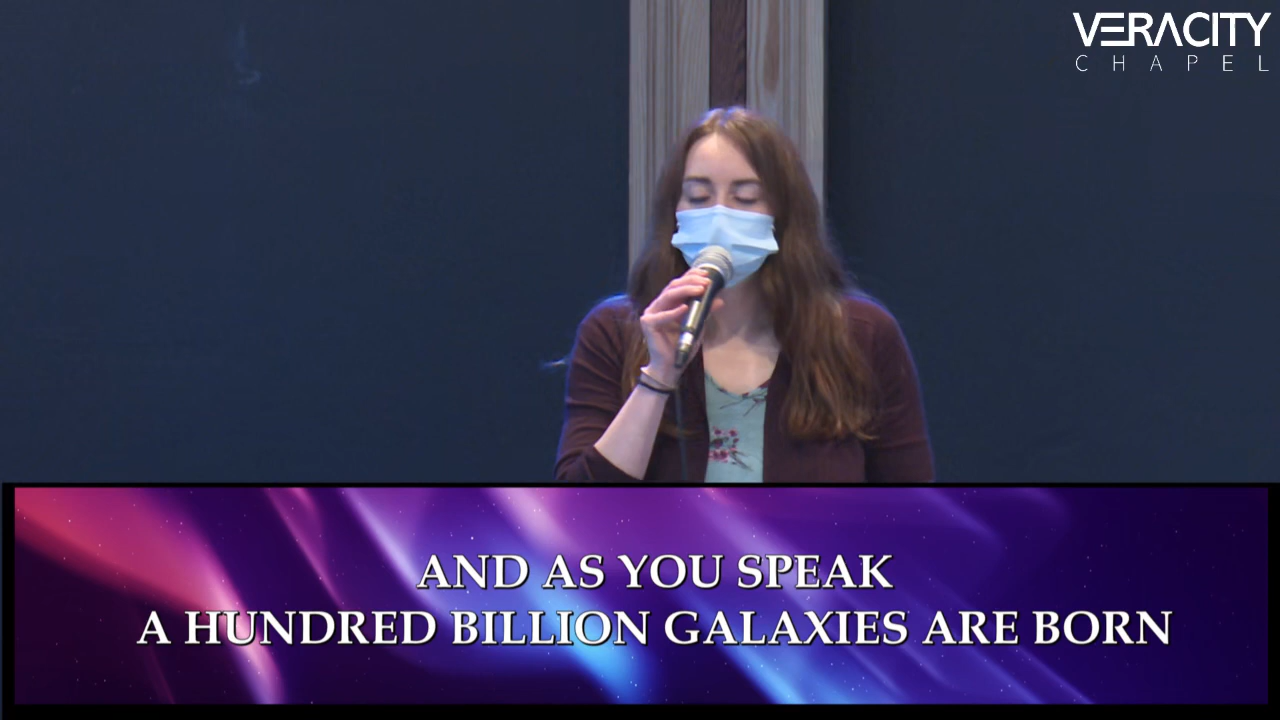 VERACITY
CHAPEL
AND AS YOU SPEAK
A HUNDRED BILLION GALAXIES ARE BORN